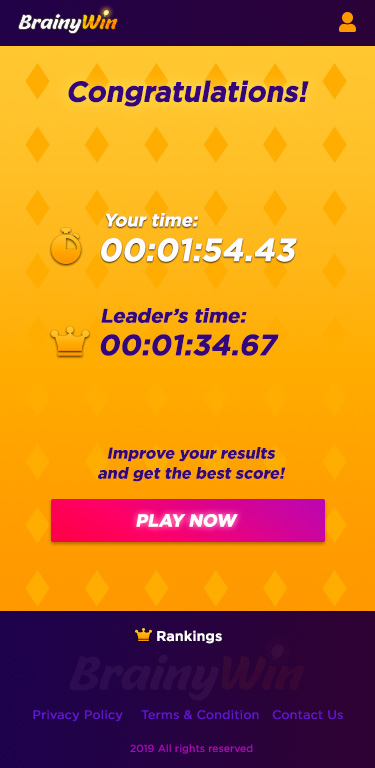 BrainyWin
Congratulations!
Your time:
00:01:54.43
Leader's time:
00:01:34.67
Improve your results
and get the best score!
PLAY NOW
Rankings
BrainyWin
Privacy Policy Terms & Condition Contact Us
2019 All rights reserved